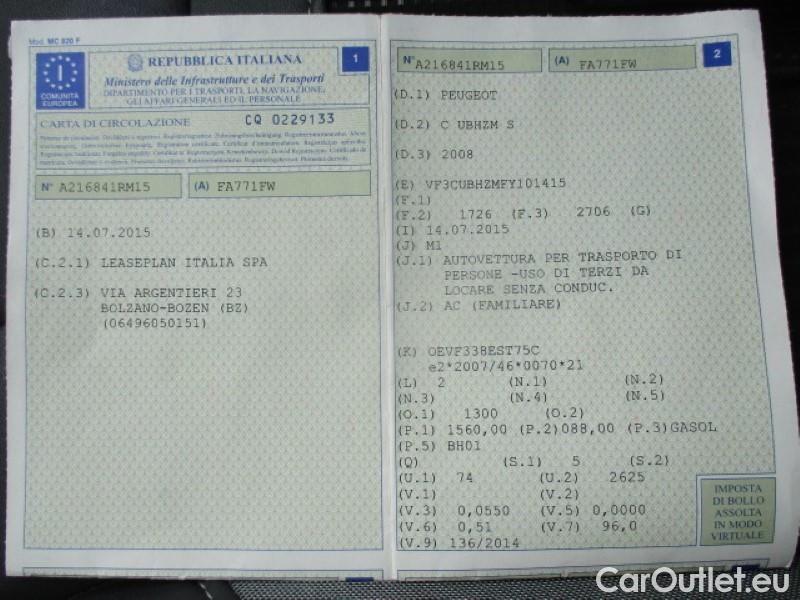 Mod. MC 820 F
REPUBBLICA ITALIANA
Ministero delle Infrastrutture e dei Trasporti
DIPARTIMENTO PER I TRASPORTI, LA NAVIGAZIONE,
GLI AFFARI GENERALI ED IL PERSONALE
1
I
COMUNITÀ
EUROPEA
CARTA DI CIRCOLAZIONE CQ 0229133
N° A216841RM15 (A) FA771FW
(B) 14.07.2015
(C.2.1) LEASEPLAN ITALIA SPA
(C.2.3) VIA ARGENTIERI 23
BOLZANO-BOZEN (BZ)
(06496050151)
N° A216841RM15 (A) FA771FW
2
(D.1) PEUGEOT
(D.2) C UBHZM S
(D.3) 2008
(E) VF3CUBHZMFY101415
(F.1)
(F.2) 1726 (F.3) 2706 (G)
(I) 14.07.2015
(J) M1
(J.1) AUTOVETTURA PER TRASPORTO DI
PERSONE -USO DI TERZI DA
LOCARE SENZA CONDUC.
(J.2) AC (FAMILIARE)
(K) OEVF338EST75C
e2*2007/46*0070*21
(L) 2 (N.1) (N.2)
(N.3) (N.4) (N.5)
(O.1) 1300 (O.2)
(P.1) 1560,00 (P.2)088,00 (P.3)GASOL
(P.5) BH01
(Q) (S.1) 5 (S.2)
(U.1) 74 (U.2) 2625
(V.1) (V.2)
(V.3) 0,0550 (V.5) 0,0000
(V.6) 0,51 (V.7) 96,0
(V.9) 136/2014
IMPOSTA
DI BOLLO
ASSOLTA
IN MODO
VIRTUALE
CarOutlet.eu